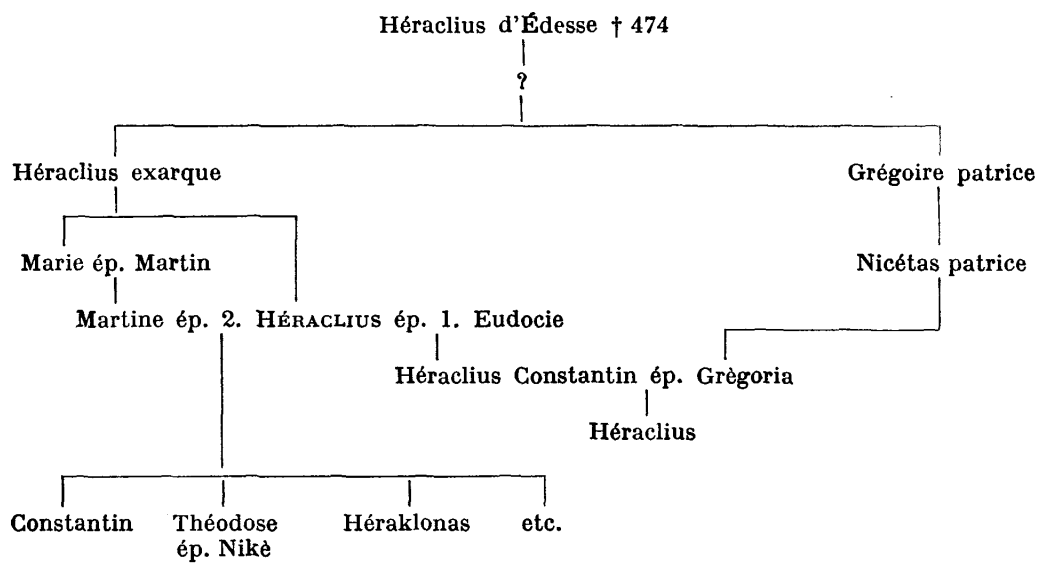 Héraclius d'Édesse † 474
?
Héraclius exarque
Grégoire patrice
Marie ép. Martin
Nicétas patrice
Martine ép. 2. HÉRACLIUS ép. 1. Eudocie
Héraclius Constantin ép. Grègoria
Héraclius
Constantin
Théodose
ép. Nikè
Héraklonas
etc.